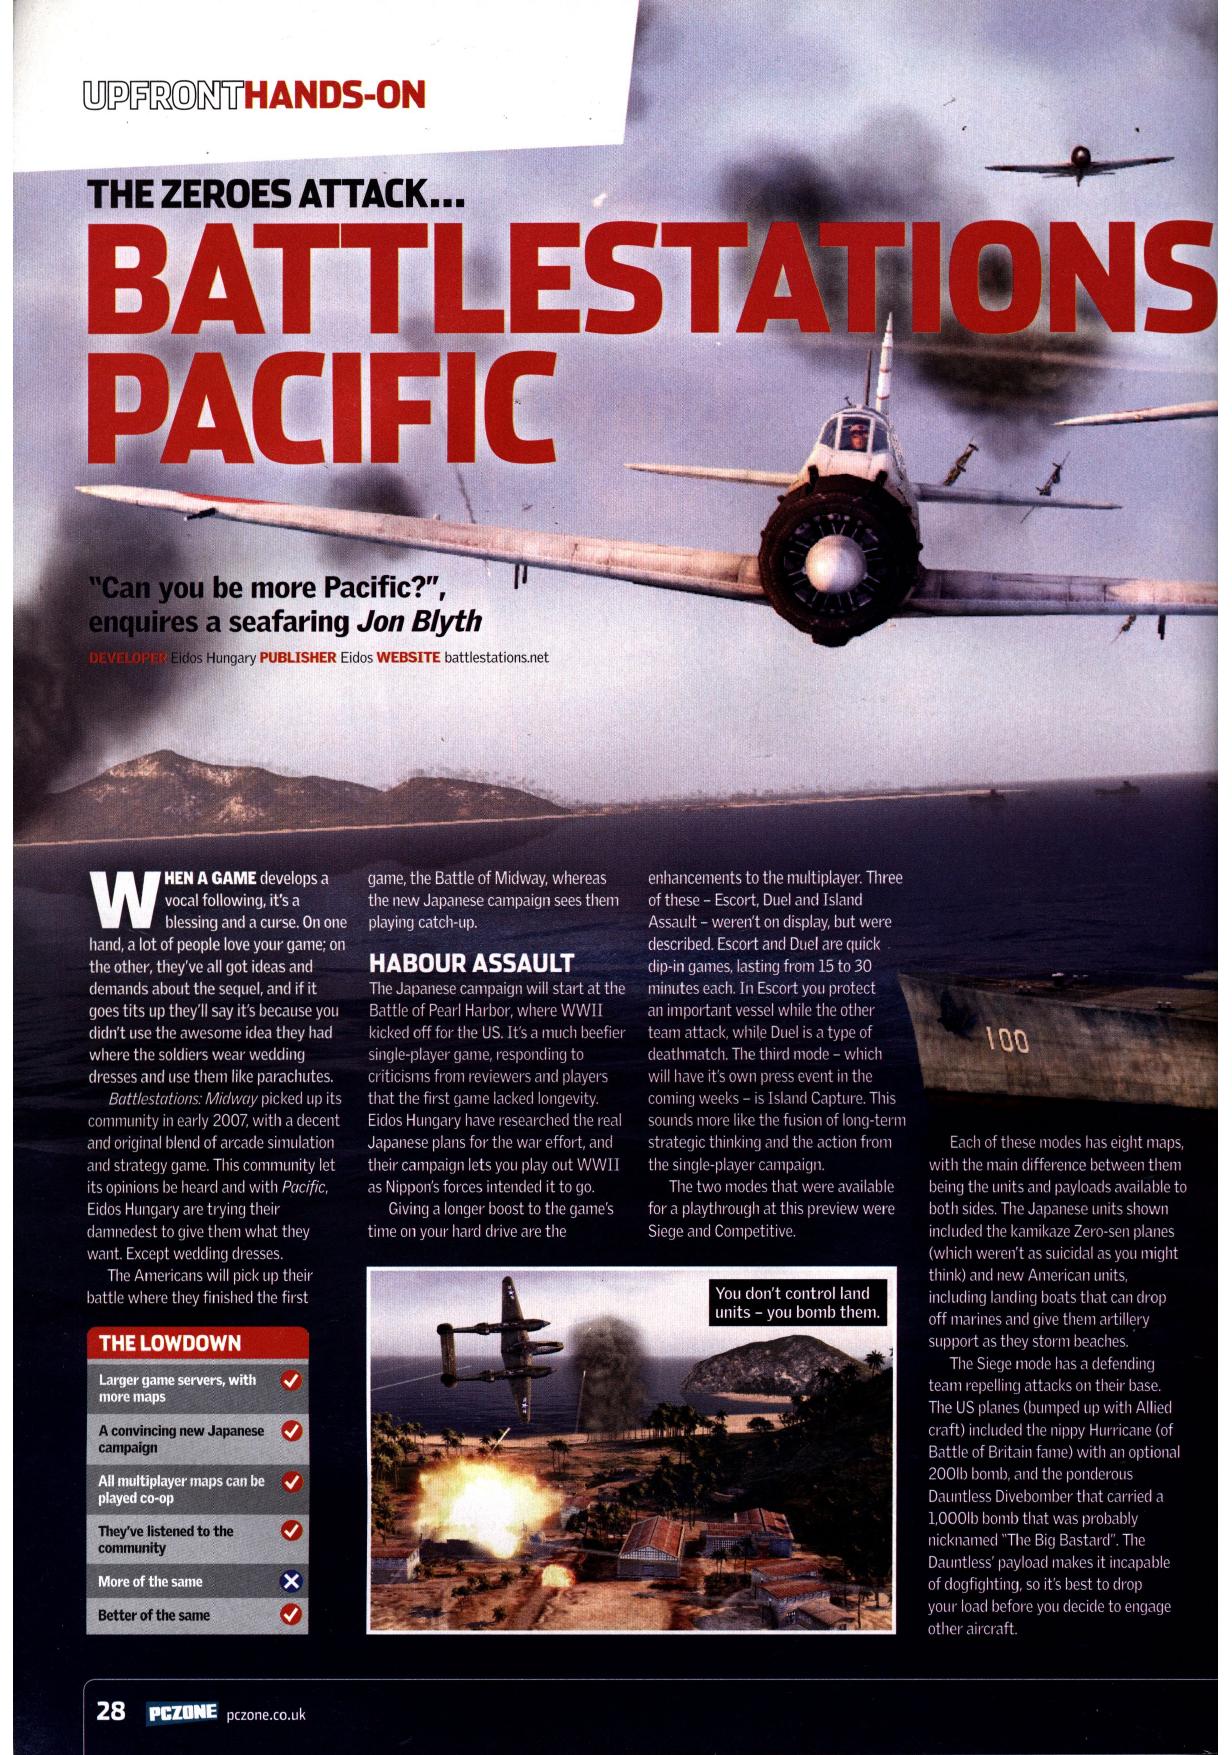 UPFRONTHANDS-ON
THE ZEROES ATTACK...
BATTLESTATIONS
PACIFIC
"Can you be more Pacific?",
enquires a seafaring Jon Blyth
DEVELOPER Eidos Hungary PUBLISHER Eidos WEBSITE battlestations.net
WHEN A GAME develops a
vocal following, it's a
blessing and a curse. On one
hand, a lot of people love your game; on
the other, they've all got ideas and
demands about the sequel, and if it
goes tits up they'll say it's because you
didn't use the awesome idea they had
where the soldiers wear wedding
dresses and use them like parachutes.
Battlestations: Midway picked up its
community in early 2007, with a decent
and original blend of arcade simulation
and strategy game. This community let
its opinions be heard and with Pacific,
Eidos Hungary are trying their
damnedest to give them what they
want. Except wedding dresses.
The Americans will pick up their
battle where they finished the first
game, the Battle of Midway, whereas
the new Japanese campaign sees them
playing catch-up.
HABOUR ASSAULT
The Japanese campaign will start at the
Battle of Pearl Harbor, where WWII
kicked off for the US. It's a much beefier
single-player game, responding to
criticisms from reviewers and players
that the first game lacked longevity.
Eidos Hungary have researched the real
Japanese plans for the war effort, and
their campaign lets you play out WWII
as Nippon's forces intended it to go.
Giving a longer boost to the game's
time on your hard drive are the
enhancements to the multiplayer. Three
of these – Escort, Duel and Island
Assault – weren't on display, but were
described. Escort and Duel are quick
dip-in games, lasting from 15 to 30
minutes each. In Escort you protect
an important vessel while the other
team attack, while Duel is a type of
deathmatch. The third mode – which
will have it's own press event in the
coming weeks – is Island Capture. This
sounds more like the fusion of long-term
strategic thinking and the action from
the single-player campaign.
The two modes that were available
for a playthrough at this preview were
Siege and Competitive.
100
Each of these modes has eight maps,
with the main difference between them
being the units and payloads available to
both sides. The Japanese units shown
included the kamikaze Zero-sen planes
(which weren't as suicidal as you might
think) and new American units,
including landing boats that can drop
off marines and give them artillery
support as they storm beaches.
The Siege mode has a defending
team repelling attacks on their base.
The US planes (bumped up with Allied
craft) included the nippy Hurricane (of
Battle of Britain fame) with an optional
200lb bomb, and the ponderous
Dauntless Divebomber that carried a
1,000lb bomb that was probably
nicknamed "The Big Bastard". The
Dauntless' payload makes it incapable
of dogfighting, so it's best to drop
your load before you decide to engage
other aircraft.
You don't control land
units – you bomb them.
THE LOWDOWN
Larger game servers, with
more maps
A convincing new Japanese
campaign
All multiplayer maps can be
played co-op
They've listened to the
community
More of the same
Better of the same
28 PCZONE pczone.co.uk